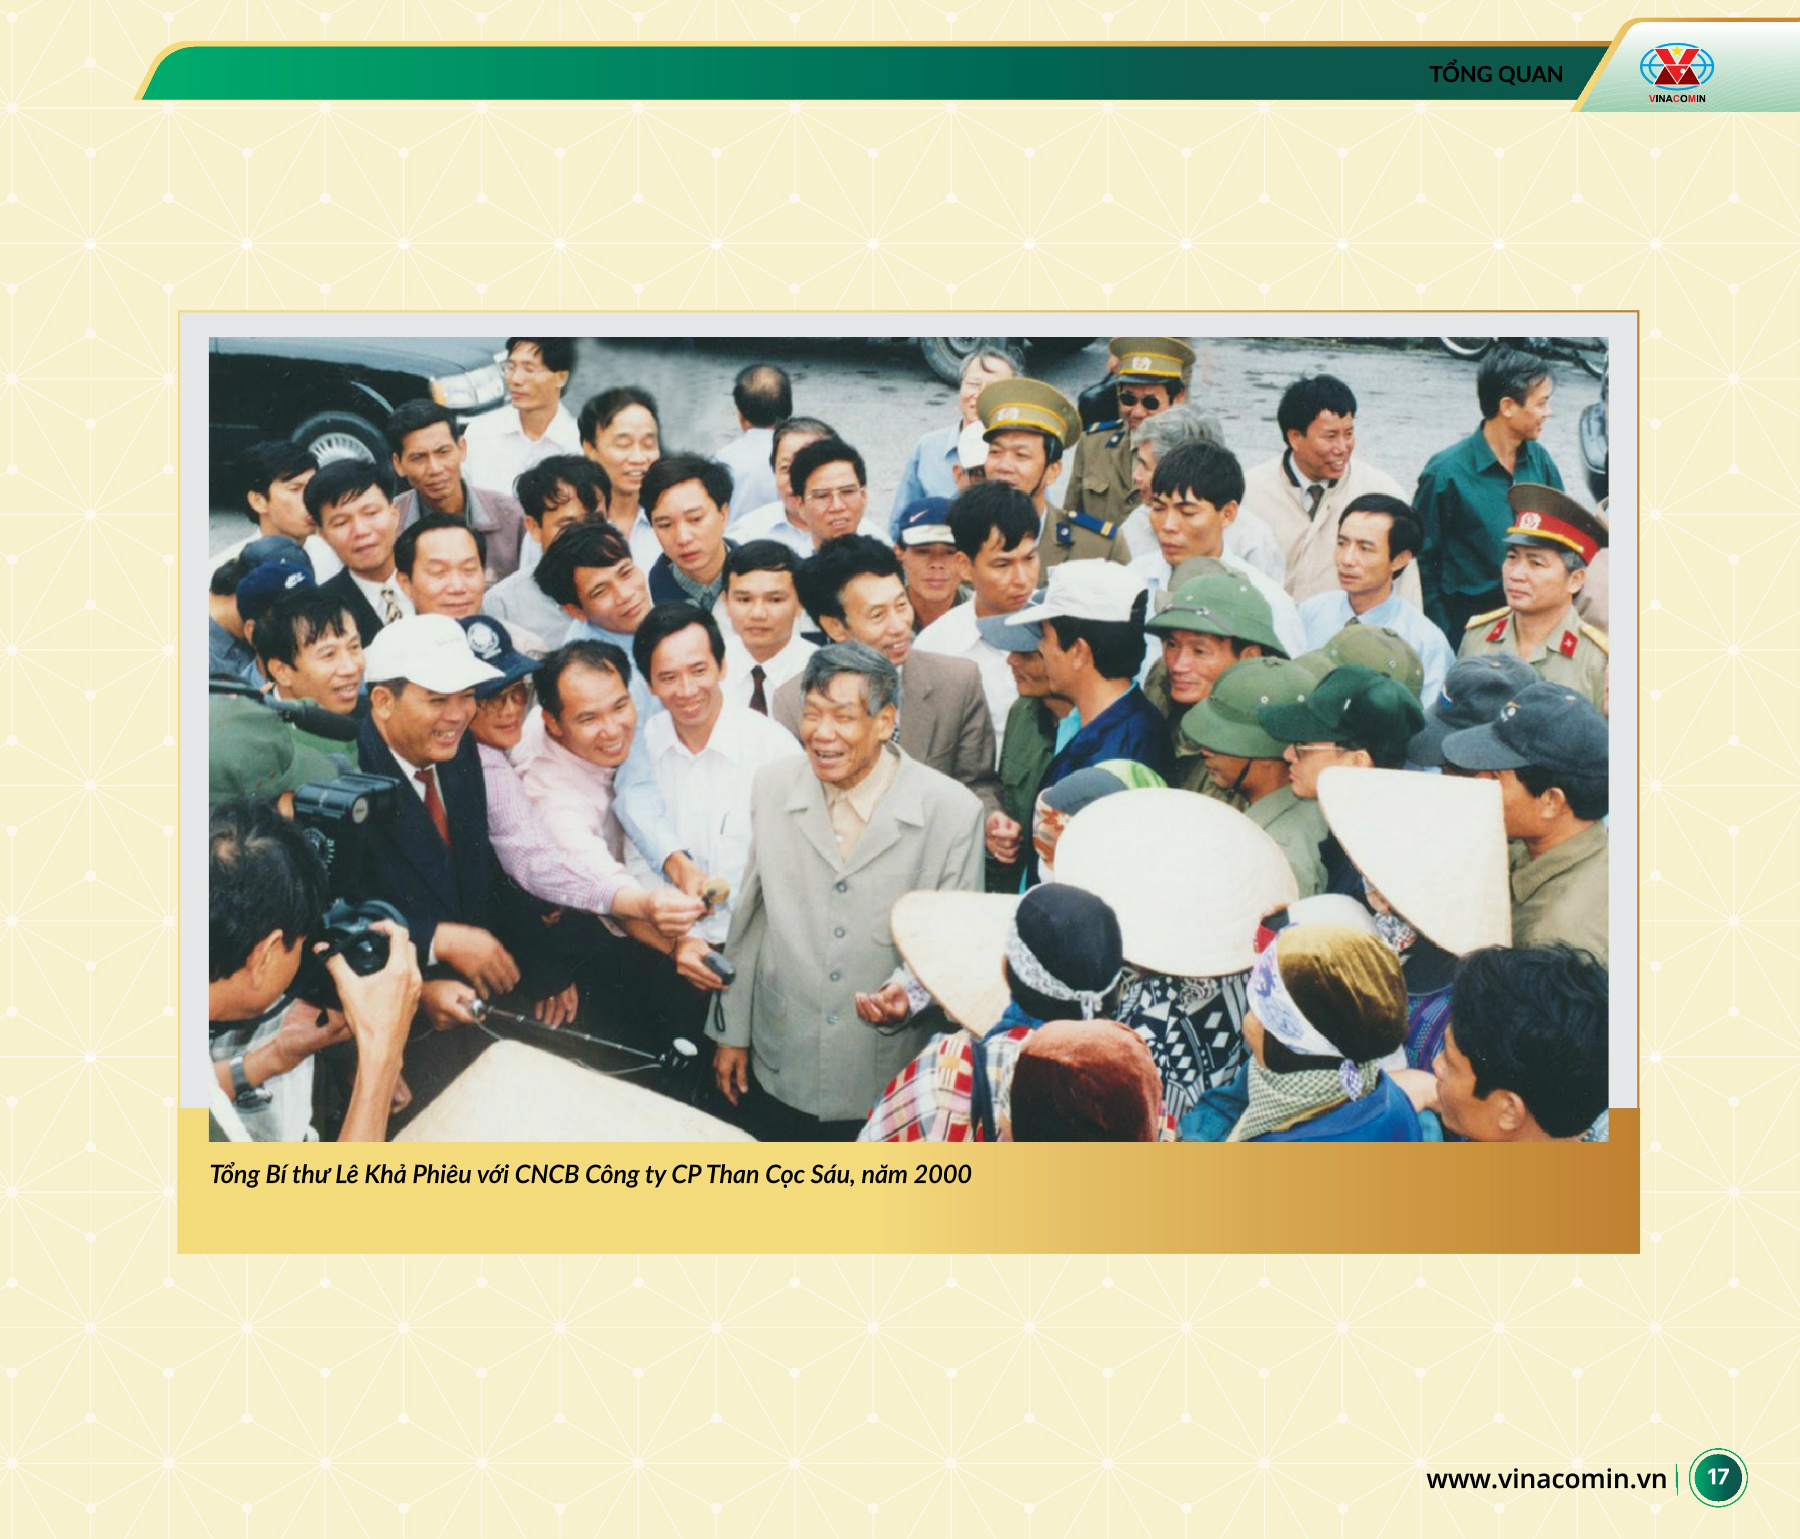 TỔNG QUAN
VINACOMIN
Tổng Bí thư Lê Khả Phiêu với CNCB Công ty CP Than Cọc Sáu, năm 2000
www.vinacomin.vn
17